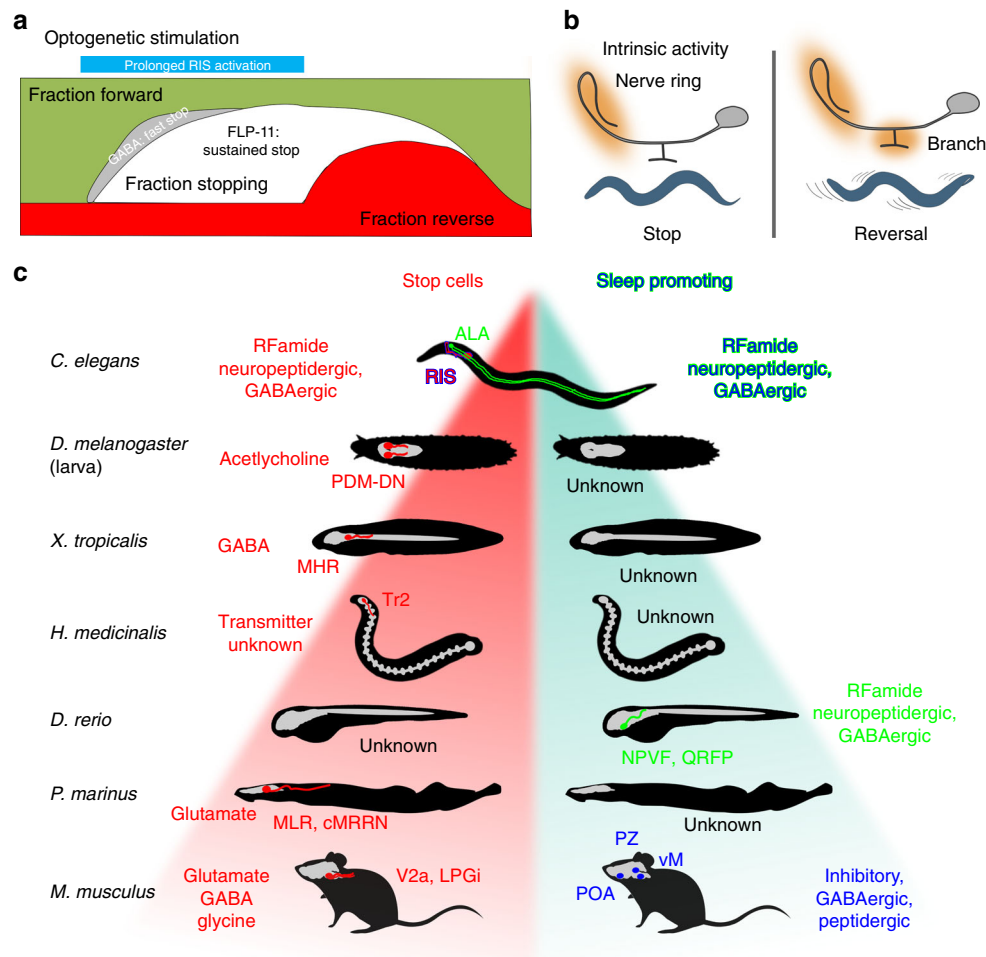 a
Optogenetic stimulation
Prolonged RIS activation
Fraction forward
GABA: fast stop
FLP-11:
sustained stop
Fraction stopping
Fraction reverse
b
Intrinsic activity
Nerve ring
Branch
Stop
Reversal
c
Stop cells
Sleep promoting
C. elegans
RFamide
neuropeptidergic,
GABAergic
ALA
RIS
RFamide
neuropeptidergic,
GABAergic
D. melanogaster
(larva)
Acetlycholine
PDM-DN
Unknown
X. tropicalis
GABA
MHR
Unknown
H. medicinalis
Transmitter
unknown
Tr2
Unknown
D. rerio
Unknown
NPVF, QRFP
RFamide
neuropeptidergic,
GABAergic
P. marinus
Glutamate
MLR, cMRRN
Unknown
M. musculus
Glutamate
GABA
glycine
V2a, LPGi
PZ
vM
POA
Inhibitory,
GABAergic,
peptidergic